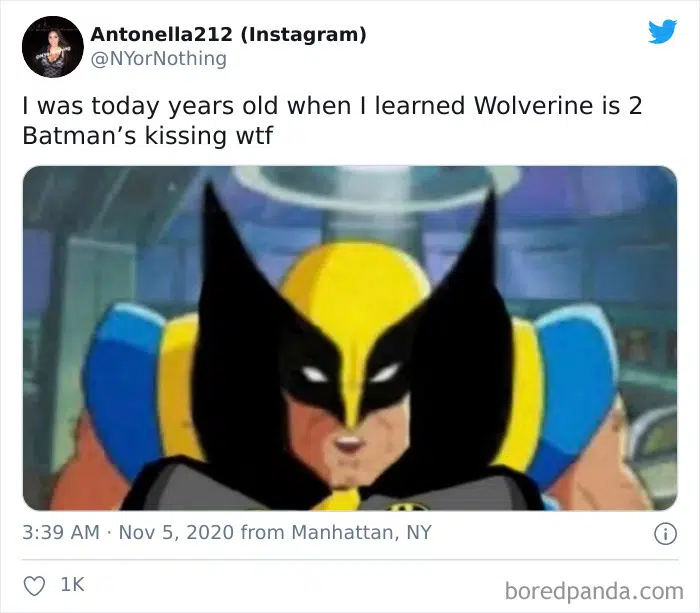 Antonella212 (Instagram)
@NYorNothing
I was today years old when I learned Wolverine is 2
Batman’s kissing wtf
3:39 AM · Nov 5, 2020 from Manhattan, NY
1K
boredpanda.com